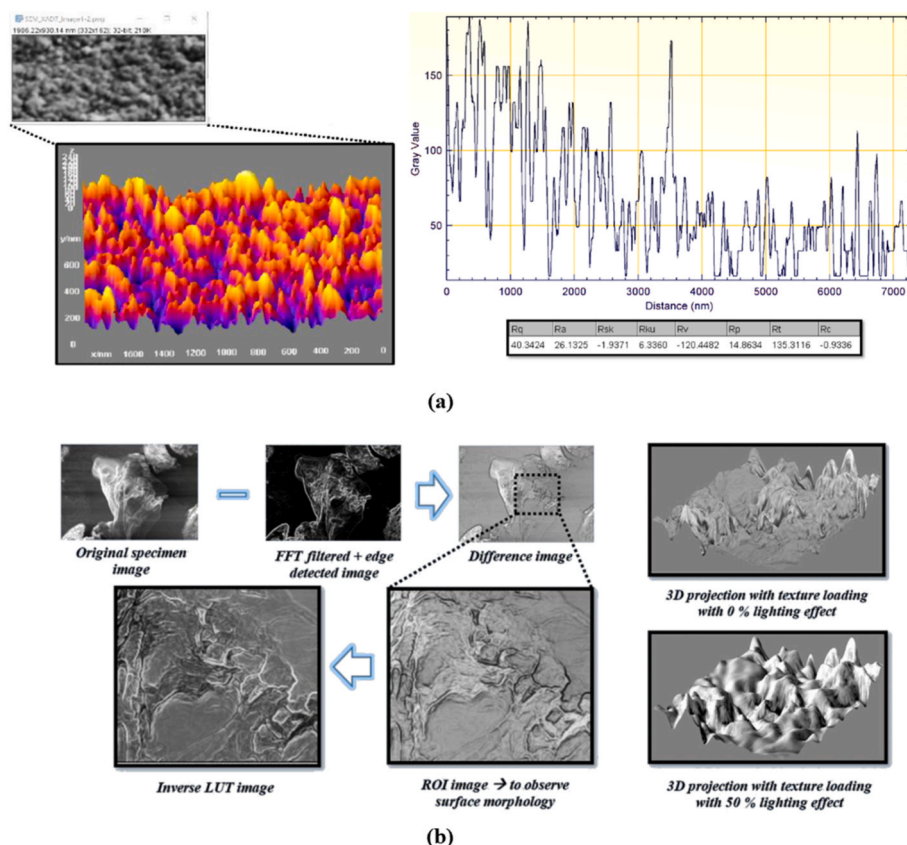 1906.22x930.14 nm (332x162); 32-bit; 210K
y/nm
600
400
200
0
x/nm 1600 1400 1200 1000 800 600 400 200 0
Gray Value
150
100
50
0 1000 2000 3000 4000 5000 6000 7000
Distance (nm)
Rq Ra Rsk Rku Rv Rp Rt Rc
40.3424 26.1325 -1.9371 6.3360 -120.4482 14.8634 135.3116 -0.9336
(a)
Original specimen
image
FFT filtered + edge
detected image
Difference image
3D projection with texture loading
with 0 % lighting effect
Inverse LUT image
ROI image → to observe
surface morphology
3D projection with texture loading
with 50 % lighting effect
(b)